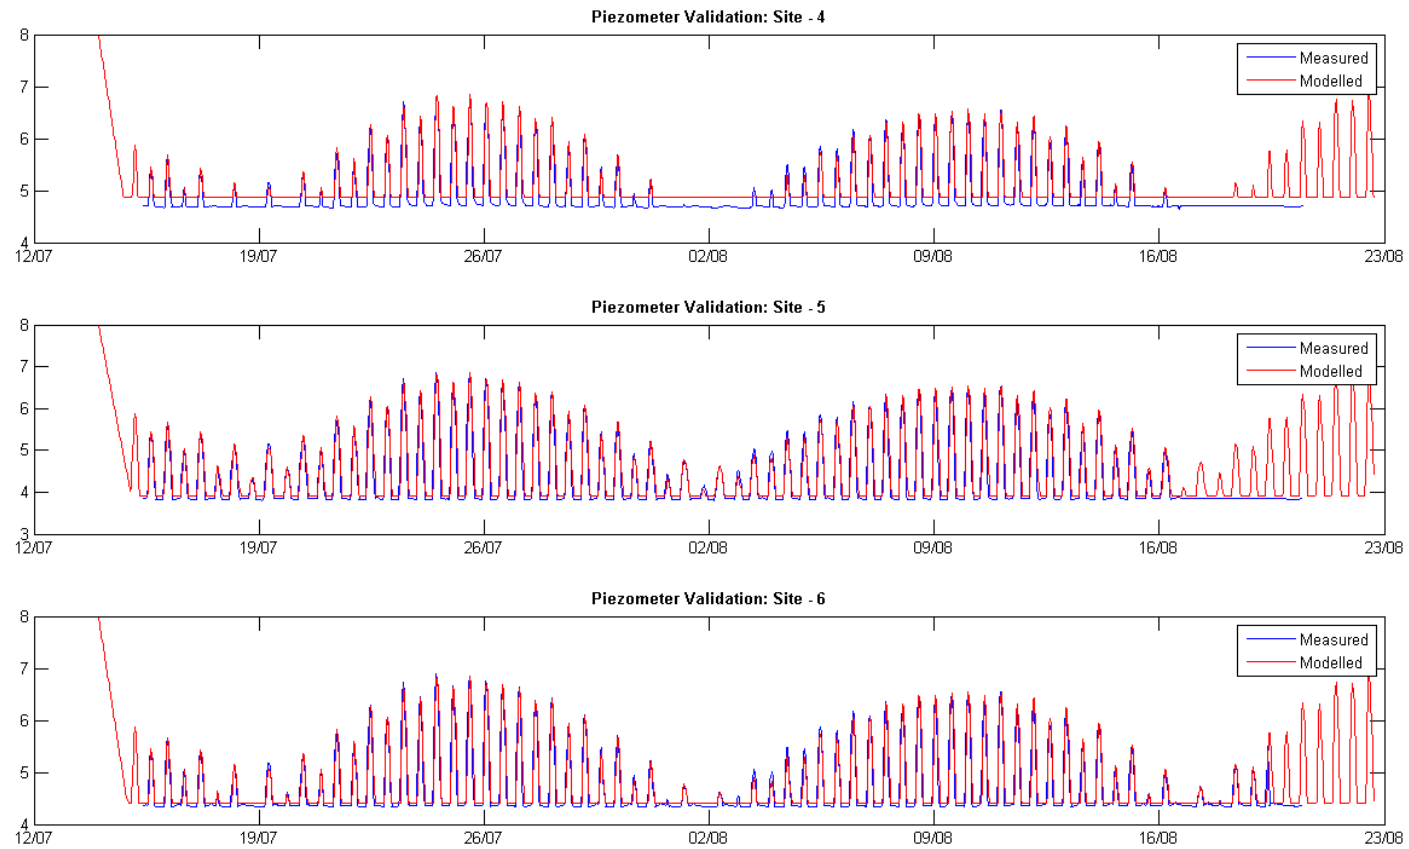 Piezometer Validation: Site - 4
8
7
6
5
4
Measured
Modelled
12/07 19/07 26/07 02/08 09/08 16/08 23/08
Piezometer Validation: Site - 5
8
7
6
5
4
3
Measured
Modelled
12/07 19/07 26/07 02/08 09/08 16/08 23/08
Piezometer Validation: Site - 6
8
7
6
5
4
Measured
Modelled
12/07 19/07 26/07 02/08 09/08 16/08 23/08